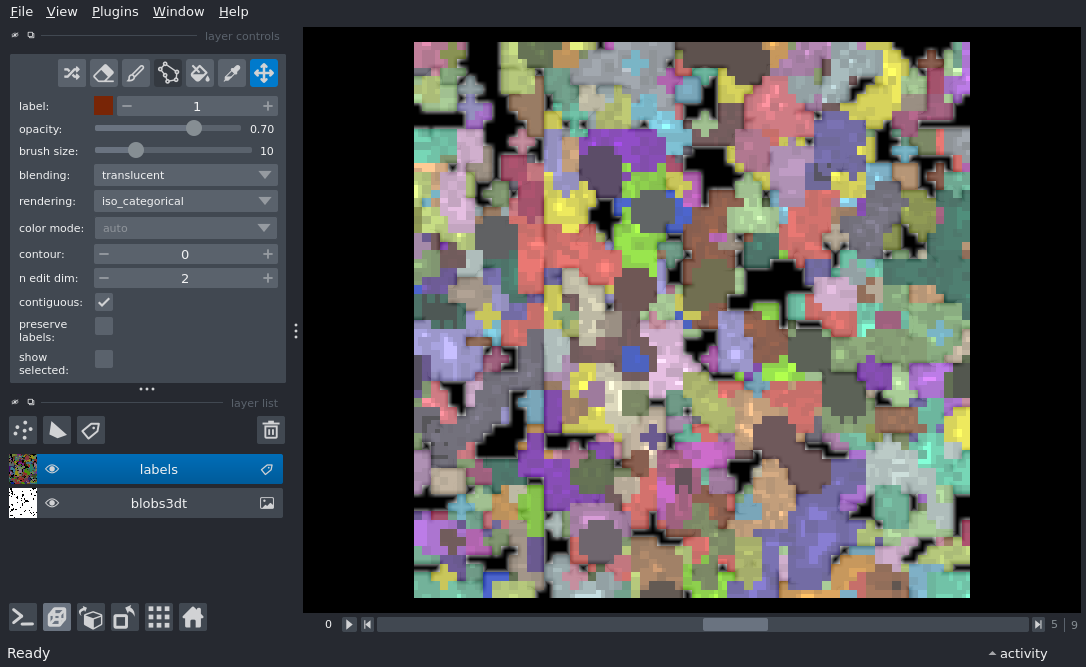 File View Plugins Window Help
layer controls
label: 1
opacity: 0.70
brush size: 10
blending: translucent
rendering: iso_categorical
color mode: auto
contour: 0
n edit dim: 2
contiguous:
preserve
labels:
show
selected:
layer list
labels
blobs3dt
0 5 | 9
Ready activity